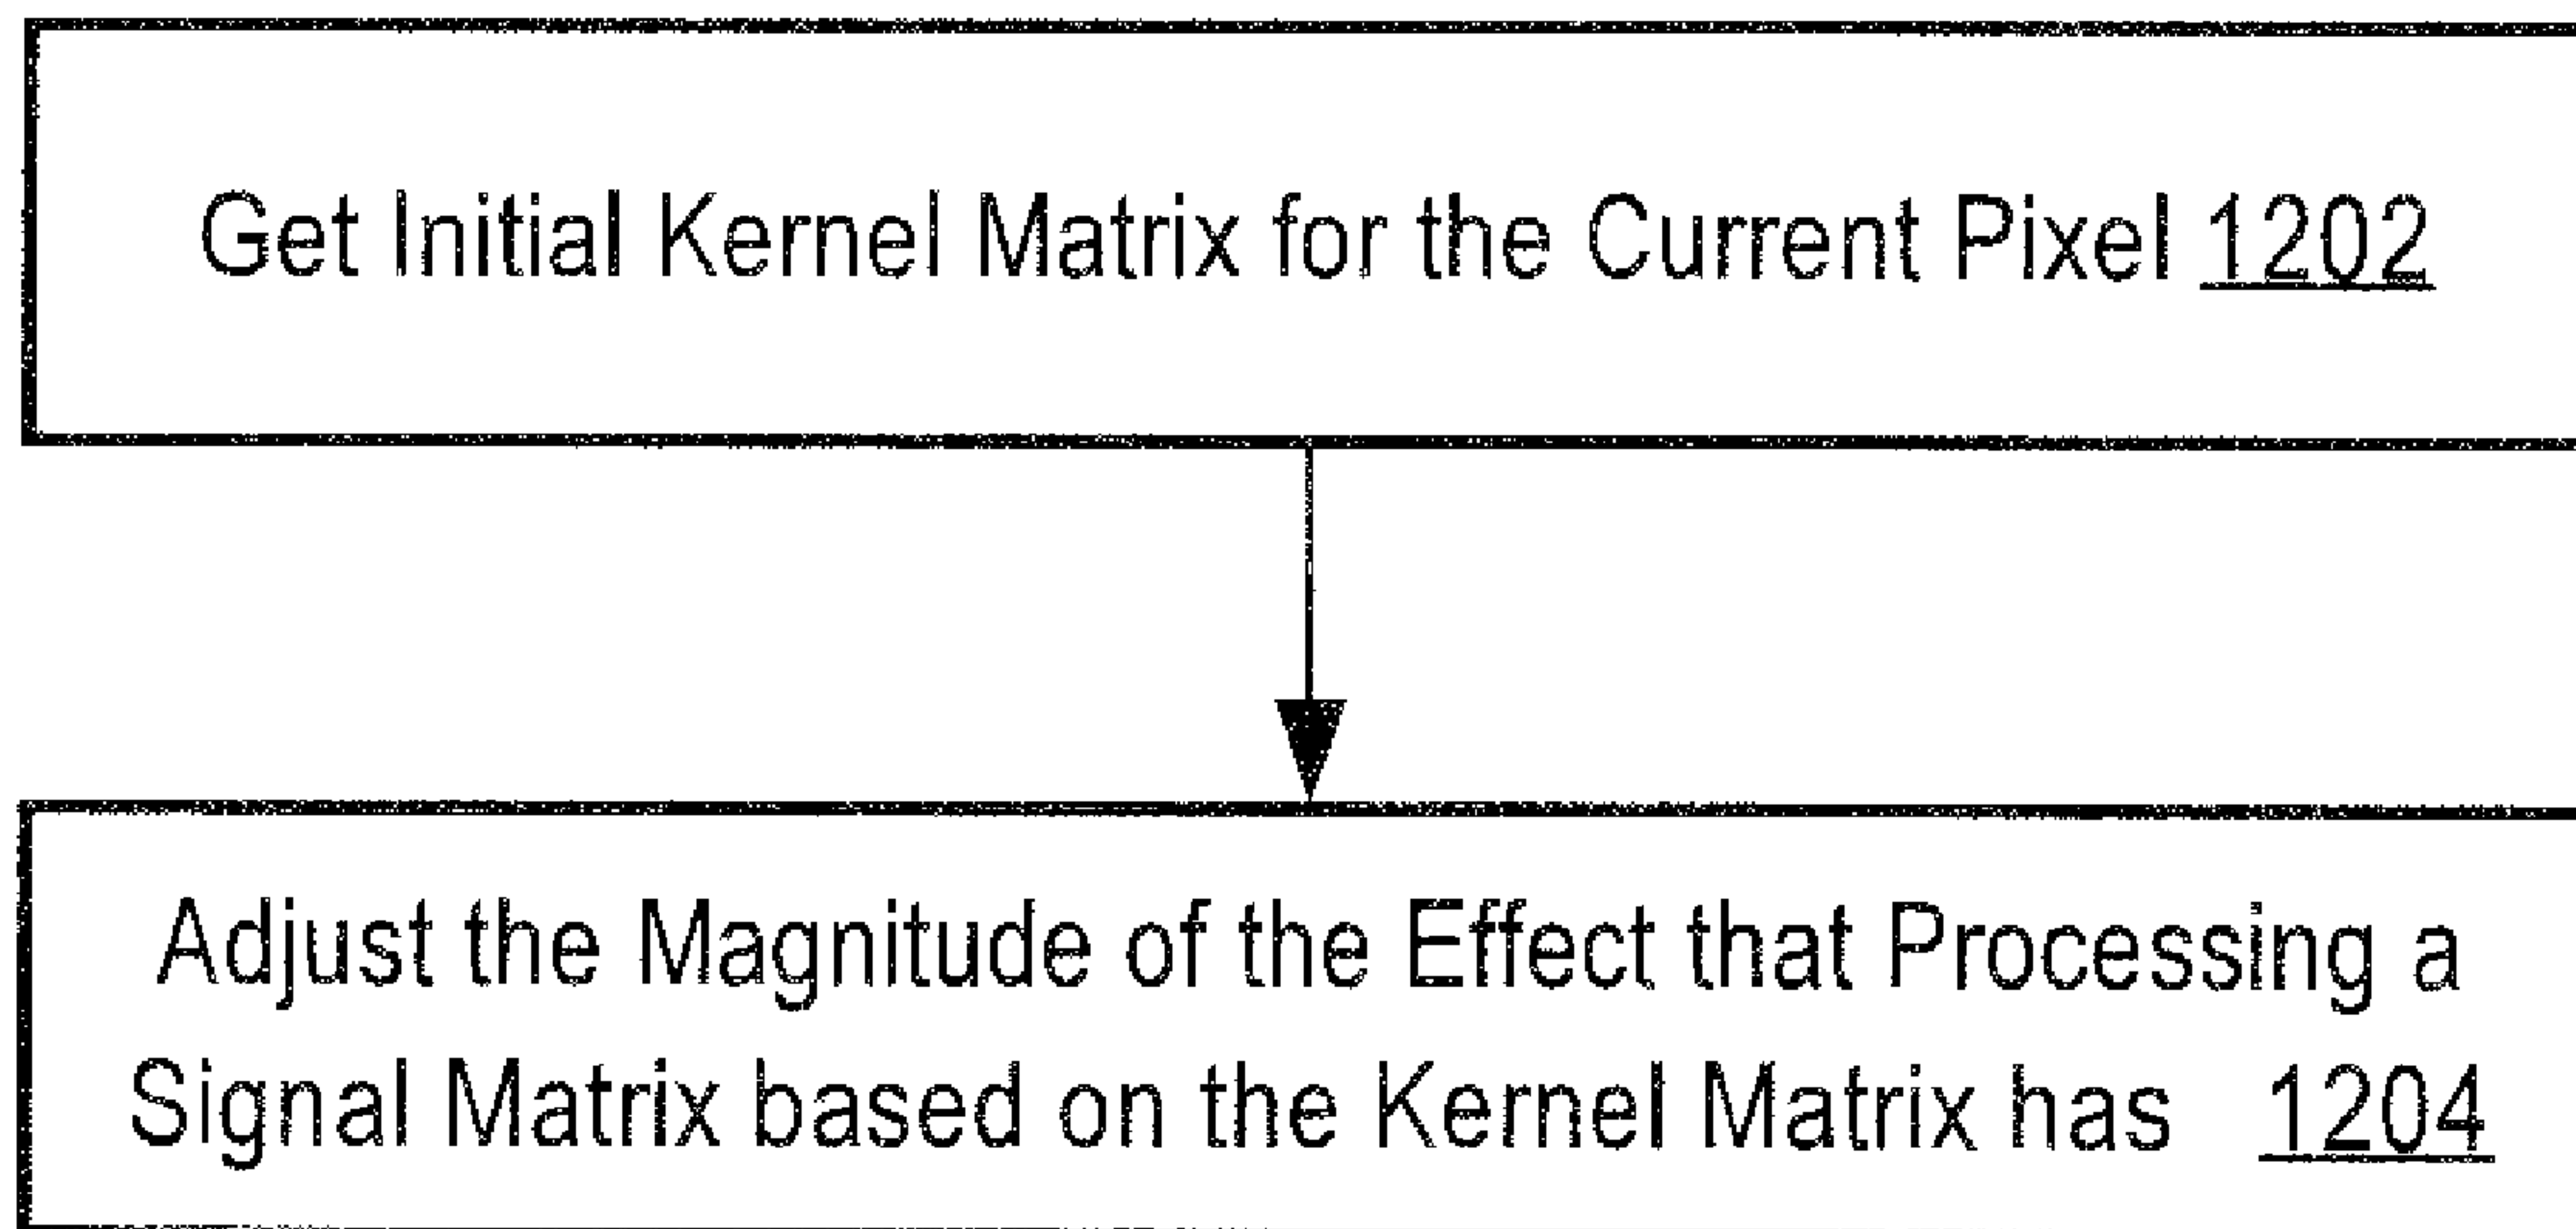 Get Initial Kernel Matrix for the Current Pixel 1202
Adjust the Magnitude of the Effect that Processing a
Signal Matrix based on the Kernel Matrix has 1204